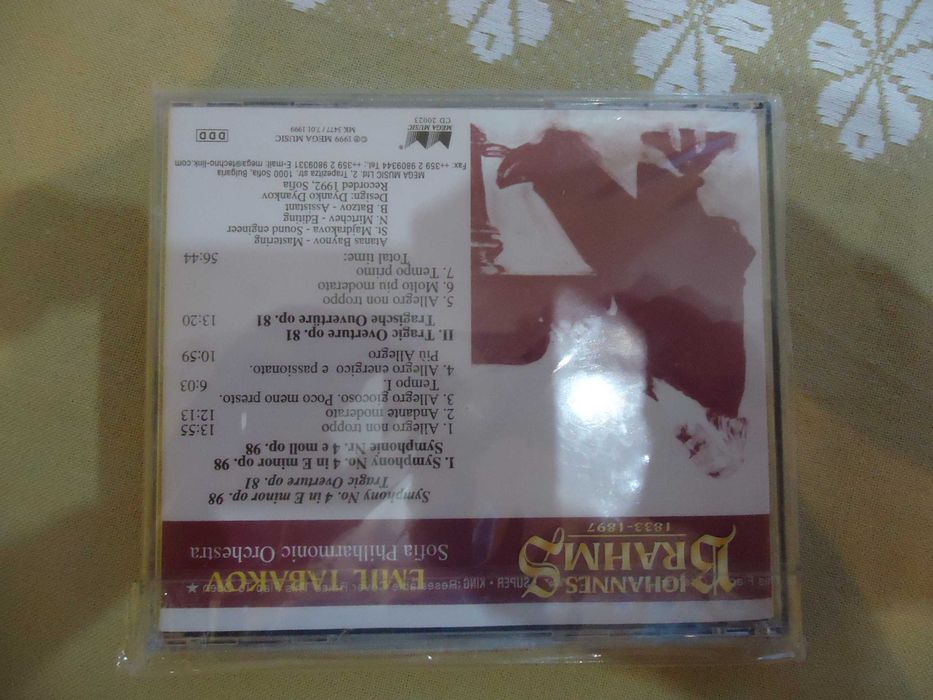 JOHANNES
BRAHMS
1833-1897
EMIL TABAKOV
Sofia Philharmonic Orchestra
Symphony No. 4 in E minor op. 98
Tragic Overture op. 81
I. Symphony No. 4 in E minor op. 98
Symphonie Nr. 4 e moll op. 98
1. Allegro non troppo 13:55
2. Andante moderato 12:13
3. Allegro giocoso. Poco meno presto.
Tempo I 6:03
4. Allegro energico e passionato.
Più Allegro 10:59
II. Tragic Overture op. 81
Tragische Ouvertüre op. 81 13:20
5. Allegro non troppo
6. Molto piu moderato
7. Tempo primo
Total time: 56:44
Atanas Baynov - Mastering
St. Majdrakova - Sound engineer
N. Mirtchev - Editing
B. Batzov - Assistant
Design: Dyanko Dyankov
Recorded 1992, Sofia
MEGA MUSIC Ltd. 2, Trapezitza str. 1000 Sofia, Bulgaria
Fax: ++359 2 9809344 Tel.: ++359 2 9809331 E-mail: mega@techno-link.com
MEGA MUSIC
CD 20023
©℗1999 MEGA MUSIC
MK 3477 / 7.01.1999
DDD
SUPER • KING: Resealable